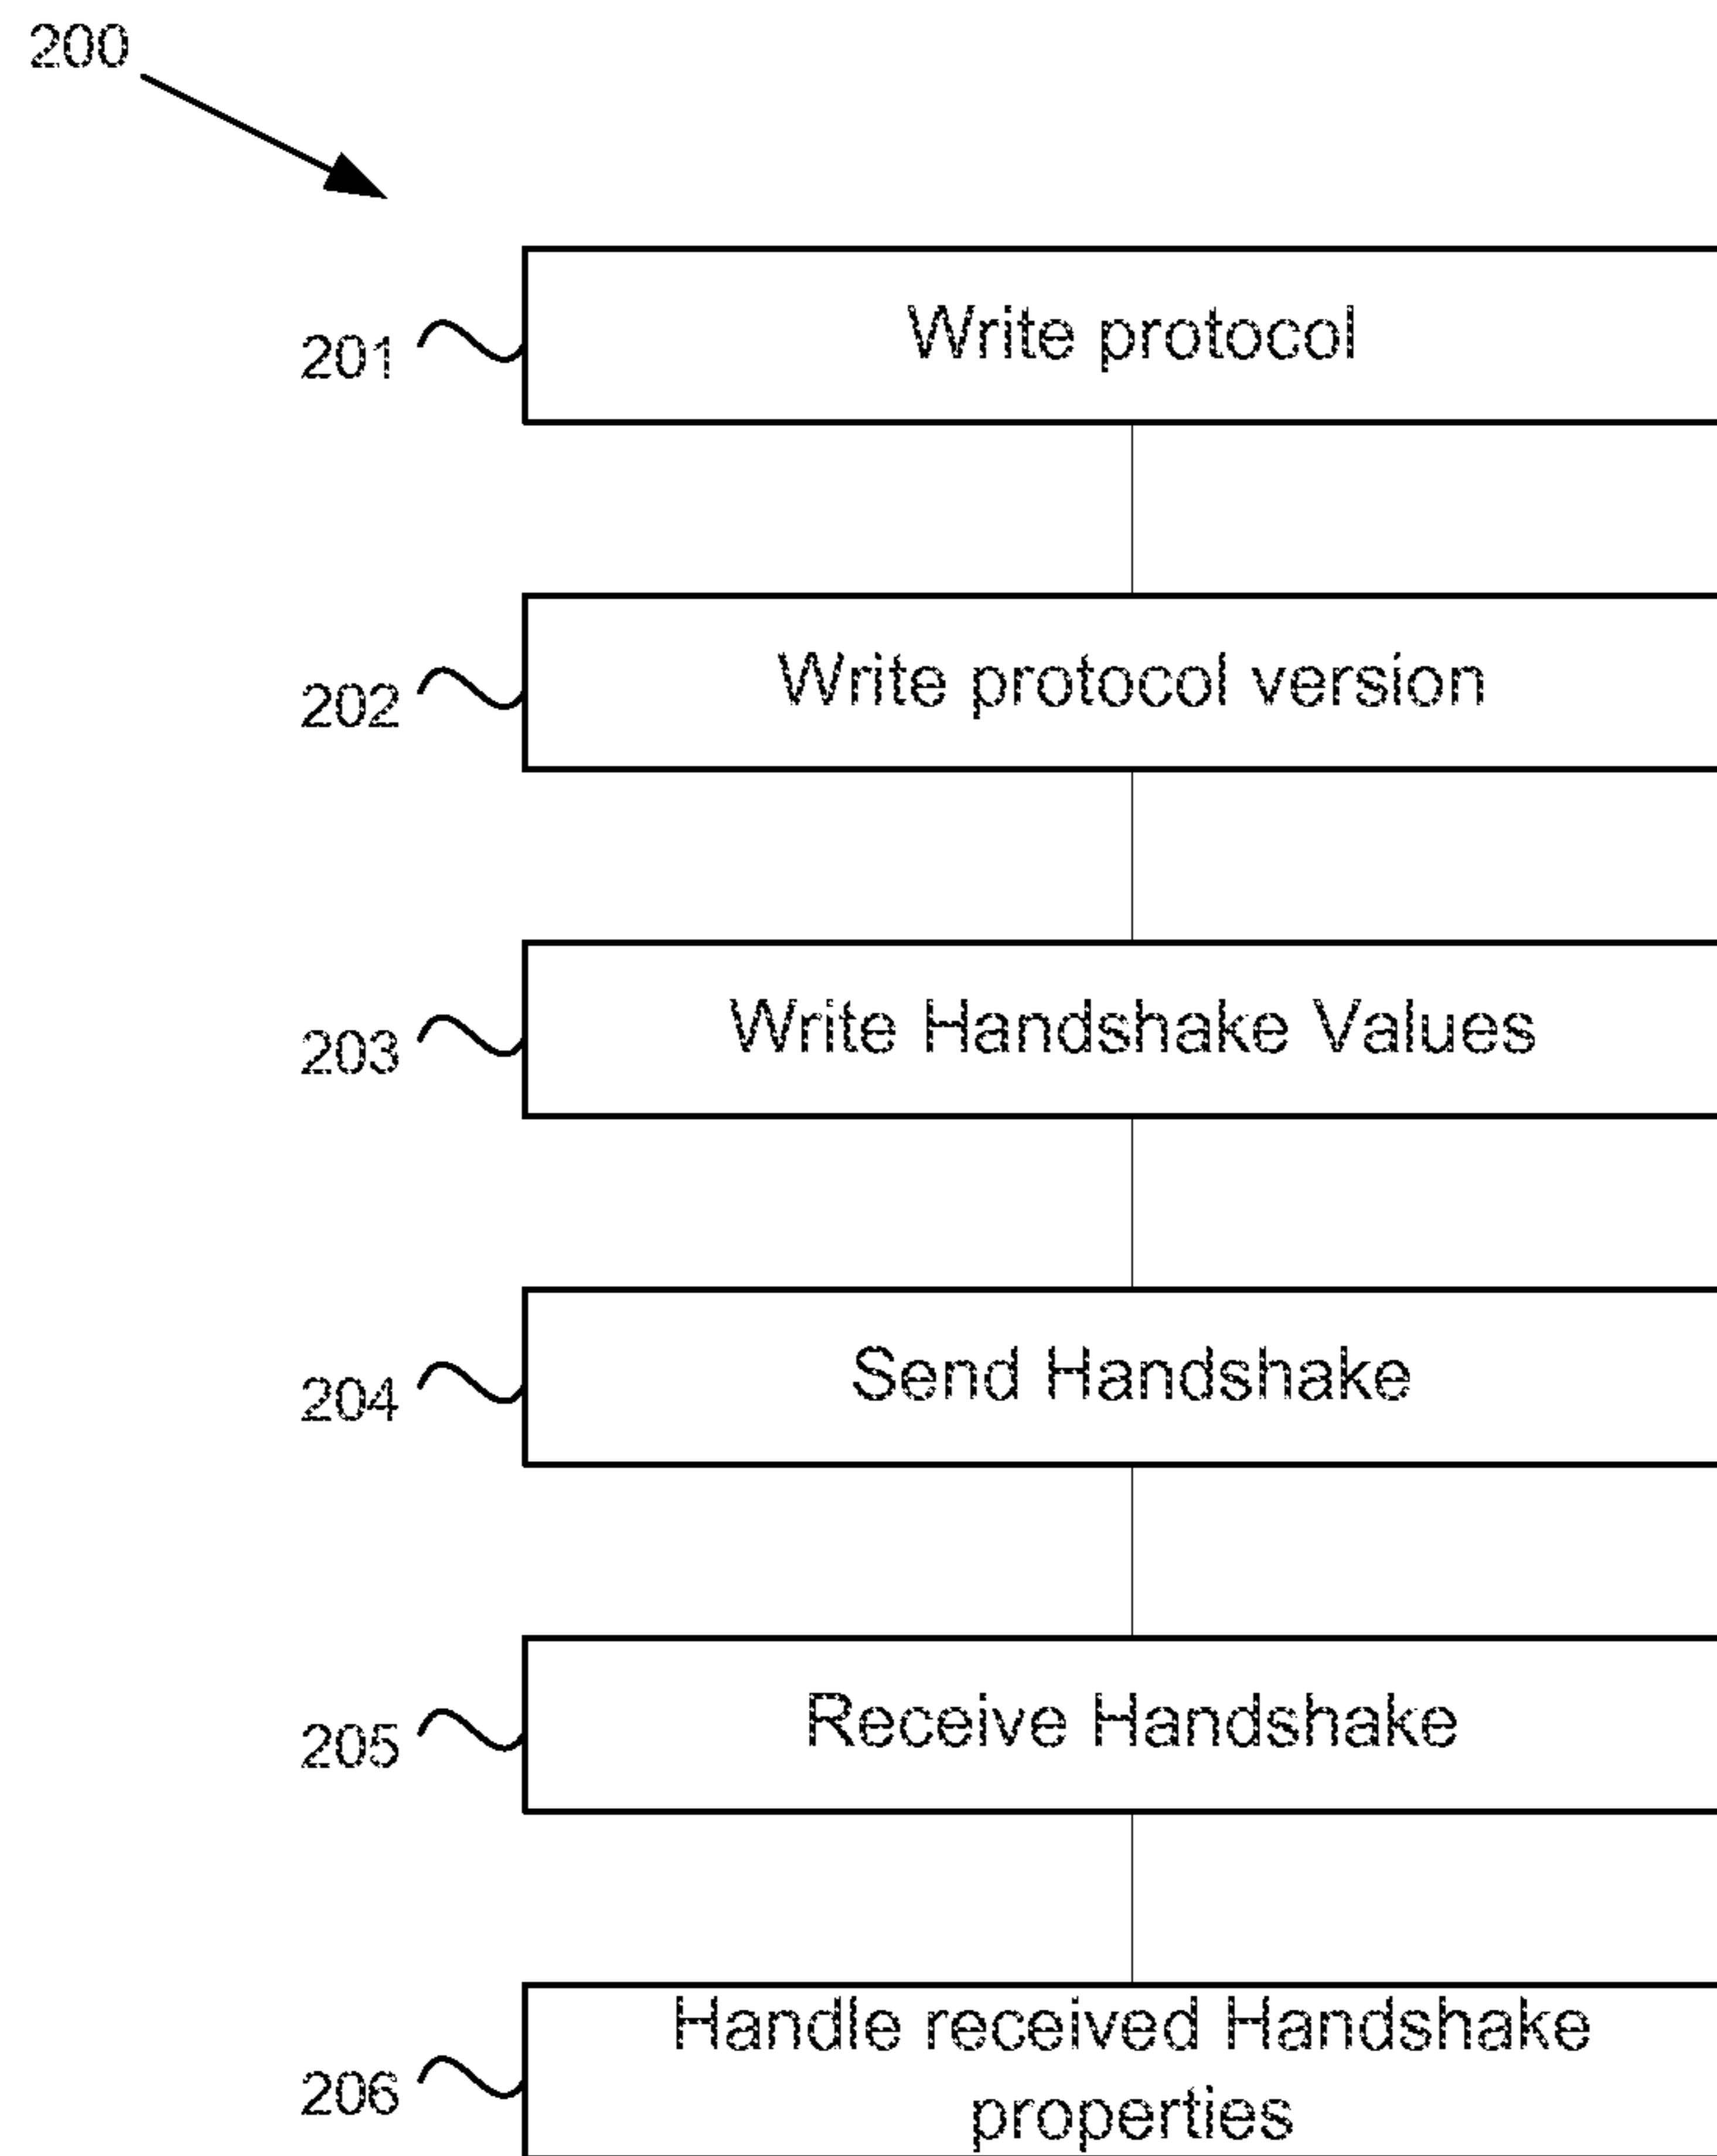 200
201
Write protocol
202
Write protocol version
203
Write Handshake Values
204
Send Handshake
205
Receive Handshake
206
Handle received Handshake
properties